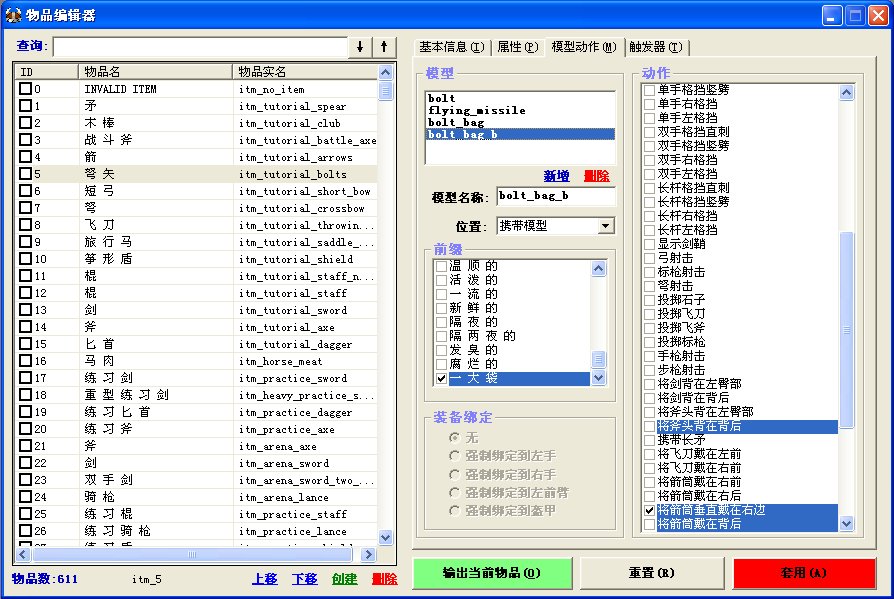 物品编辑器
查询: ↓ ↑
ID 物品名 物品实名
0 INVALID ITEM itm_no_item
1 矛 itm_tutorial_spear
2 木 棒 itm_tutorial_club
3 战 斗 斧 itm_tutorial_battle_axe
4 箭 itm_tutorial_arrows
5 弩 矢 itm_tutorial_bolts
6 短 弓 itm_tutorial_short_bow
7 弩 itm_tutorial_crossbow
8 飞 刀 itm_tutorial_throwin...
9 旅 行 马 itm_tutorial_saddle_...
10 筝 形 盾 itm_tutorial_shield
11 棍 itm_tutorial_staff_n...
12 棍 itm_tutorial_staff
13 剑 itm_tutorial_sword
14 斧 itm_tutorial_axe
15 匕 首 itm_tutorial_dagger
16 马 肉 itm_horse_meat
17 练 习 剑 itm_practice_sword
18 重 型 练 习 剑 itm_heavy_practice_s...
19 练 习 匕 首 itm_practice_dagger
20 练 习 斧 itm_practice_axe
21 斧 itm_arena_axe
22 剑 itm_arena_sword
23 双 手 剑 itm_arena_sword_two_...
24 骑 枪 itm_arena_lance
25 练 习 棍 itm_practice_staff
26 练 习 骑 枪 itm_practice_lance
物品数:611 itm_5 上移 下移 创建 删除
基本信息(I) 属性(P) 模型动作(M) 触发器(T)
模型
bolt
flying_missile
bolt_bag
bolt_bag_b
新增 删除
模型名称: bolt_bag_b
位置: 携带模型
前缀
温 顺 的
活 泼 的
一 流 的
新 鲜 的
隔 夜 的
隔 两 夜 的
发 臭 的
腐 烂 的
一 大 袋
装备绑定
无
强制绑定到左手
强制绑定到右手
强制绑定到左前臂
强制绑定到盔甲
动作
单手格挡竖劈
单手右格挡
单手左格挡
双手格挡直刺
双手格挡竖劈
双手右格挡
双手左格挡
长杆格挡直刺
长杆格挡竖劈
长杆右格挡
长杆左格挡
显示剑鞘
弓射击
标枪射击
弩射击
投掷石子
投掷飞刀
投掷飞斧
投掷标枪
手枪射击
步枪射击
将剑背在左臀部
将剑背在背后
将斧头背在左臀部
将斧头背在背后
携带长矛
将飞刀戴在左前
将飞刀戴在右前
将箭筒戴在右前
将箭筒戴在右后
将箭筒垂直戴在右边
将箭筒戴在背后
输出当前物品(O) 重置(R) 套用(A)